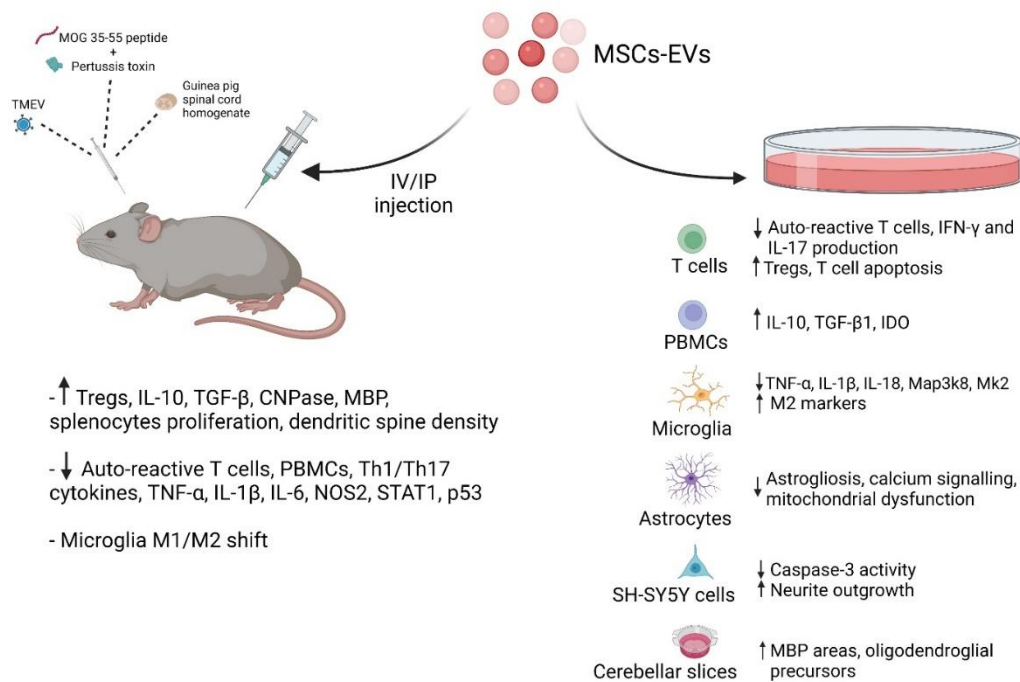 MOG 35-55 peptide
+
Pertussis toxin
TMEV
Guinea pig
spinal cord
homogenate
MSCs-EVs
IV/IP
injection
-↑ Tregs, IL-10, TGF-β, CNPase, MBP,
splenocytes proliferation, dendritic spine density
-↓ Auto-reactive T cells, PBMCs, Th1/Th17
cytokines, TNF-α, IL-1β, IL-6, NOS2, STAT1, p53
- Microglia M1/M2 shift
T cells
↓ Auto-reactive T cells, IFN-γ and
IL-17 production
↑ Tregs, T cell apoptosis
PBMCs
↑ IL-10, TGF-β1, IDO
Microglia
↓ TNF-α, IL-1β, IL-18, Map3k8, Mk2
↑ M2 markers
Astrocytes
↓ Astrogliosis, calcium signalling,
mitochondrial dysfunction
SH-SY5Y cells
↓ Caspase-3 activity
↑ Neurite outgrowth
Cerebellar slices
↑ MBP areas, oligodendroglial
precursors